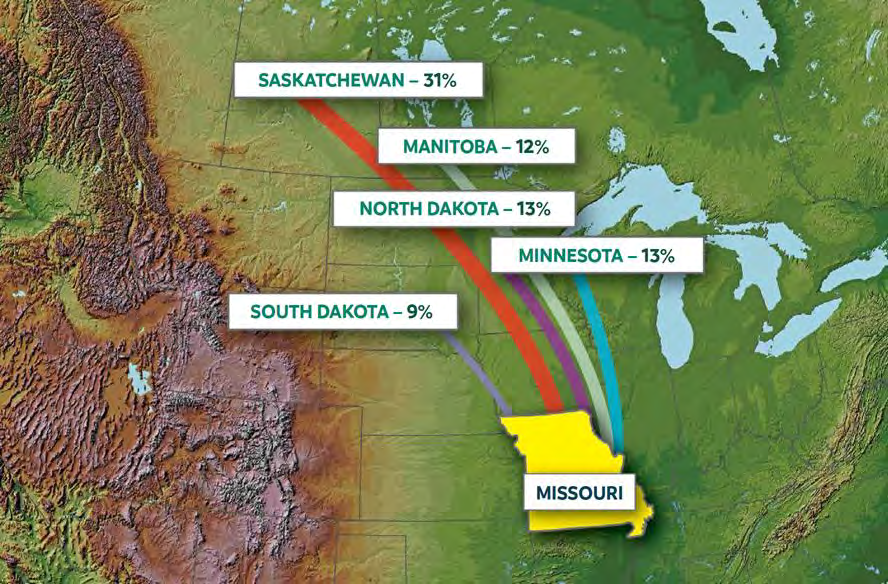 SASKATCHEWAN – 31%
MANITOBA – 12%
NORTH DAKOTA – 13%
MINNESOTA – 13%
SOUTH DAKOTA – 9%
MISSOURI